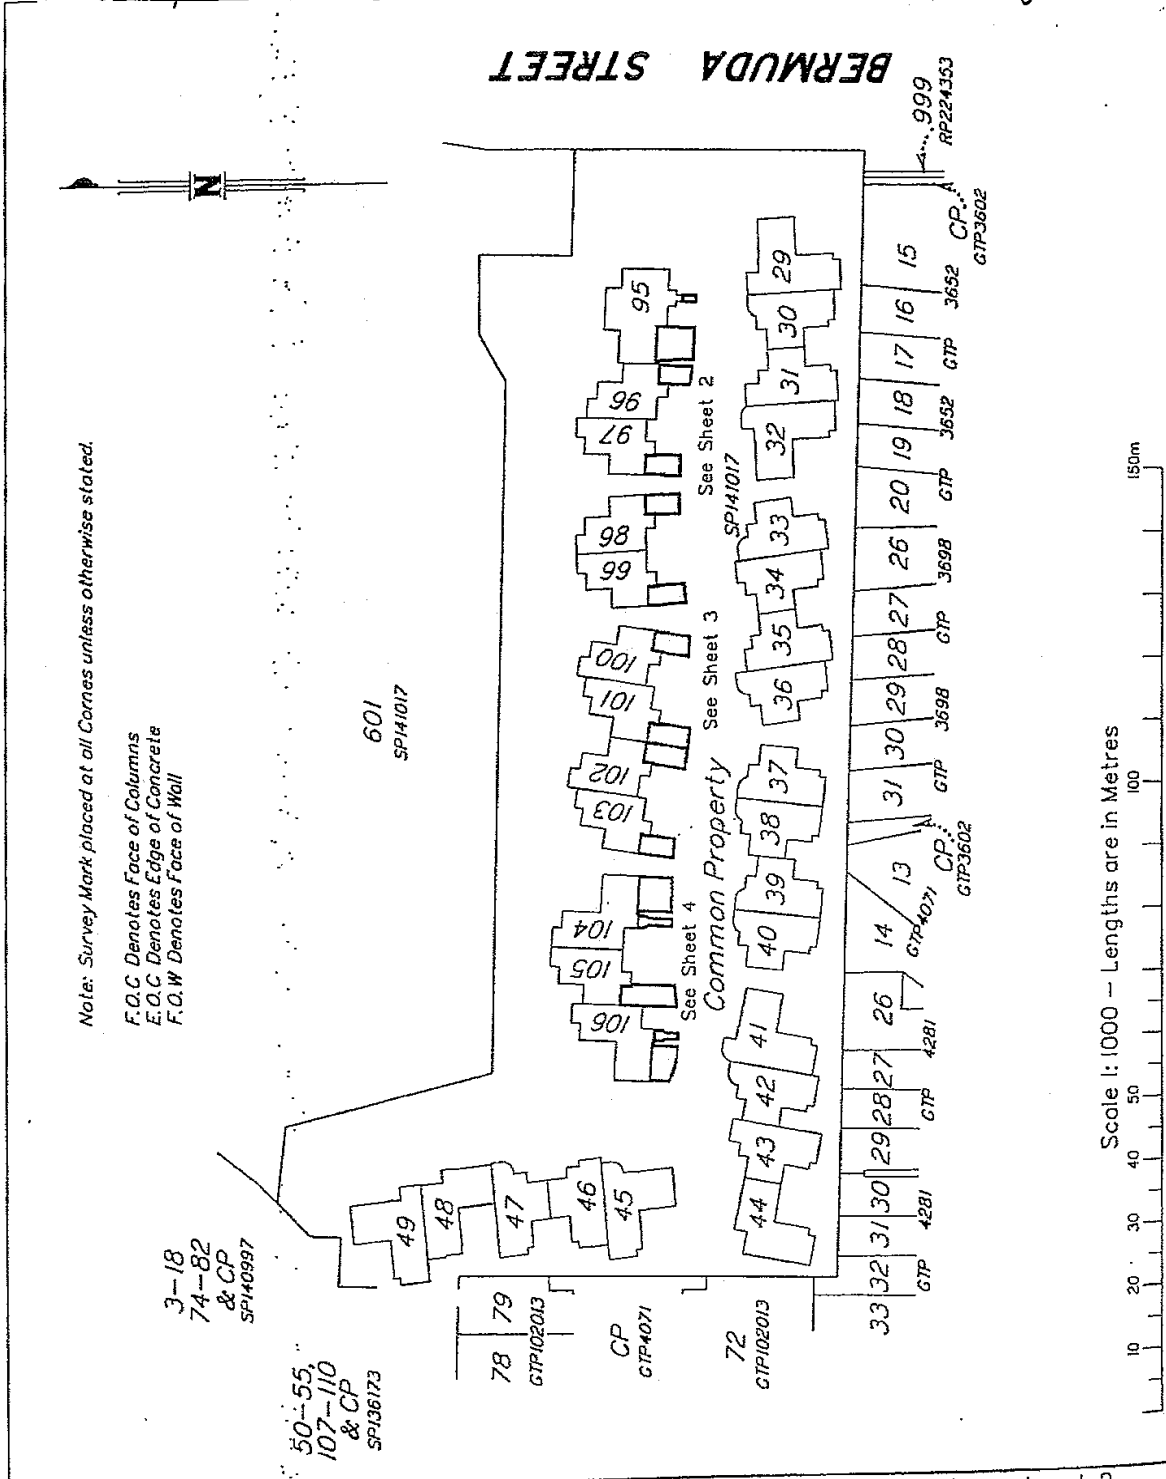 BERMUDA STREET
N
Note: Survey Mark placed at all Cornes unless otherwise stated.
F.O.C Denotes Face of Columns
E.O.C Denotes Edge of Concrete
F.O.W Denotes Face of Wall
601
SP141017
3-18
74-82
& CP
SP140997
50-55,
107-110
& CP
SP136173
49
48
47
46
45
106
105
104
103
102
101
100
99
98
97
96
95
See Sheet 4
See Sheet 3
See Sheet 2
Common Property
SP141017
44
43
42
41
40
39
38
37
36
35
34
33
32
31
30
29
78
79
GTP102013
CP
GTP4071
72
GTP102013
33
32
31
30
29
28
27
26
14
13
31
30
29
28
27
26
20
19
18
17
16
15
GTP
4281
GTP
4281
GTP4071
CP
GTP3602
GTP
3698
GTP
3698
GTP
3652
GTP
3652
CP
GTP3602
999
RP224353
Scale 1:1000 – Lengths are in Metres
10
20
30
40
50
100
150m